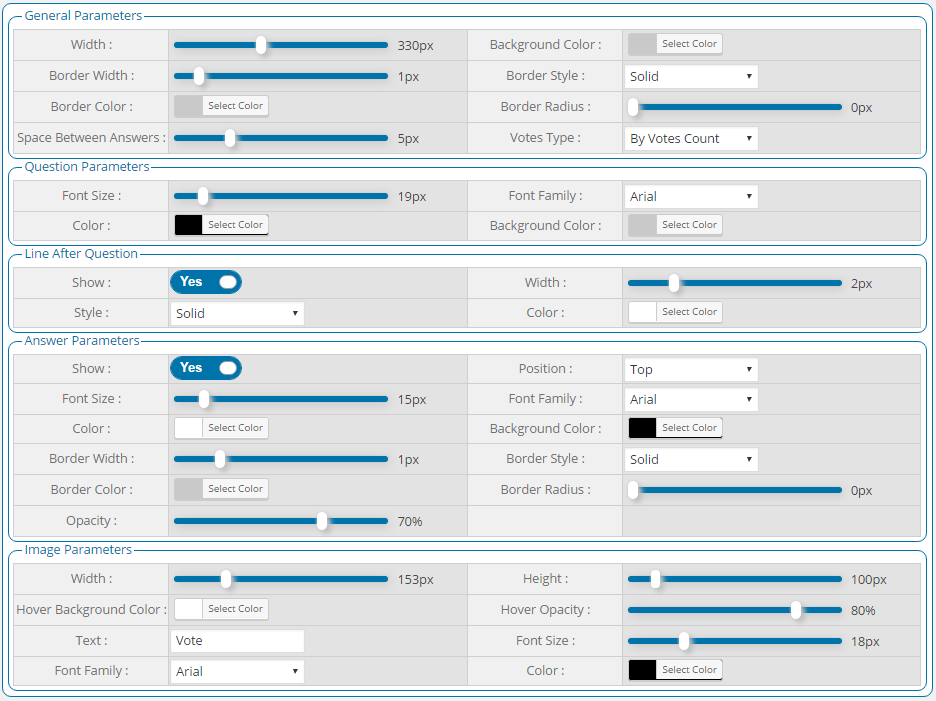 General Parameters
Width : 330px Background Color : Select Color
Border Width : 1px Border Style : Solid
Border Color : Select Color Border Radius : 0px
Space Between Answers : 5px Votes Type : By Votes Count
Question Parameters
Font Size : 19px Font Family : Arial
Color : Select Color Background Color : Select Color
Line After Question
Show : Yes Width : 2px
Style : Solid Color : Select Color
Answer Parameters
Show : Yes Position : Top
Font Size : 15px Font Family : Arial
Color : Select Color Background Color : Select Color
Border Width : 1px Border Style : Solid
Border Color : Select Color Border Radius : 0px
Opacity : 70%
Image Parameters
Width : 153px Height : 100px
Hover Background Color : Select Color Hover Opacity : 80%
Text : Vote Font Size : 18px
Font Family : Arial Color : Select Color